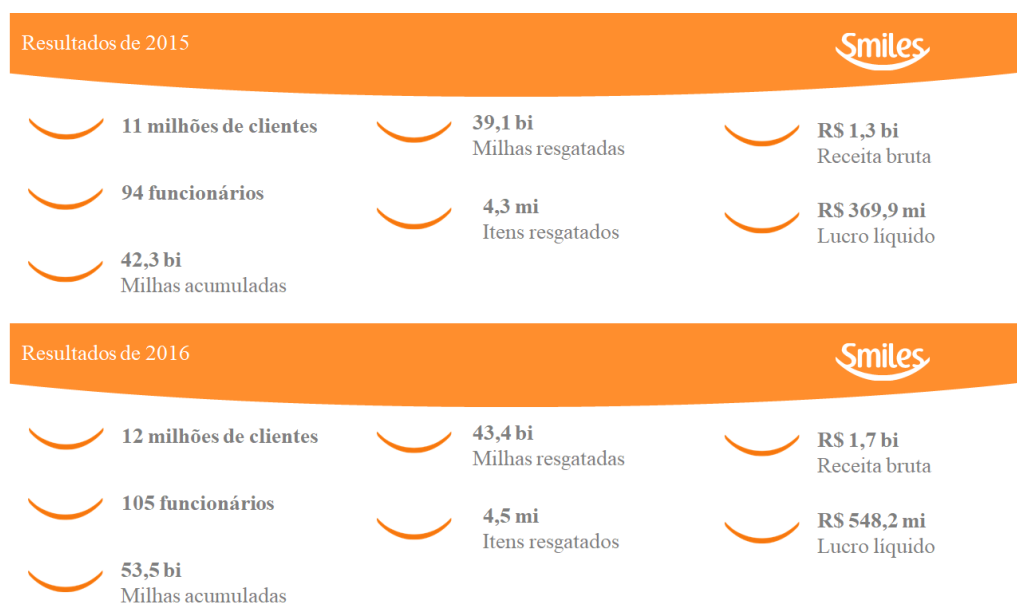 Resultados de 2015
Smiles
11 milhões de clientes
94 funcionários
42,3 bi
Milhas acumuladas
39,1 bi
Milhas resgatadas
4,3 mi
Itens resgatados
R$ 1,3 bi
Receita bruta
R$ 369,9 mi
Lucro líquido
Resultados de 2016
Smiles
12 milhões de clientes
105 funcionários
53,5 bi
Milhas acumuladas
43,4 bi
Milhas resgatadas
4,5 mi
Itens resgatados
R$ 1,7 bi
Receita bruta
R$ 548,2 mi
Lucro líquido